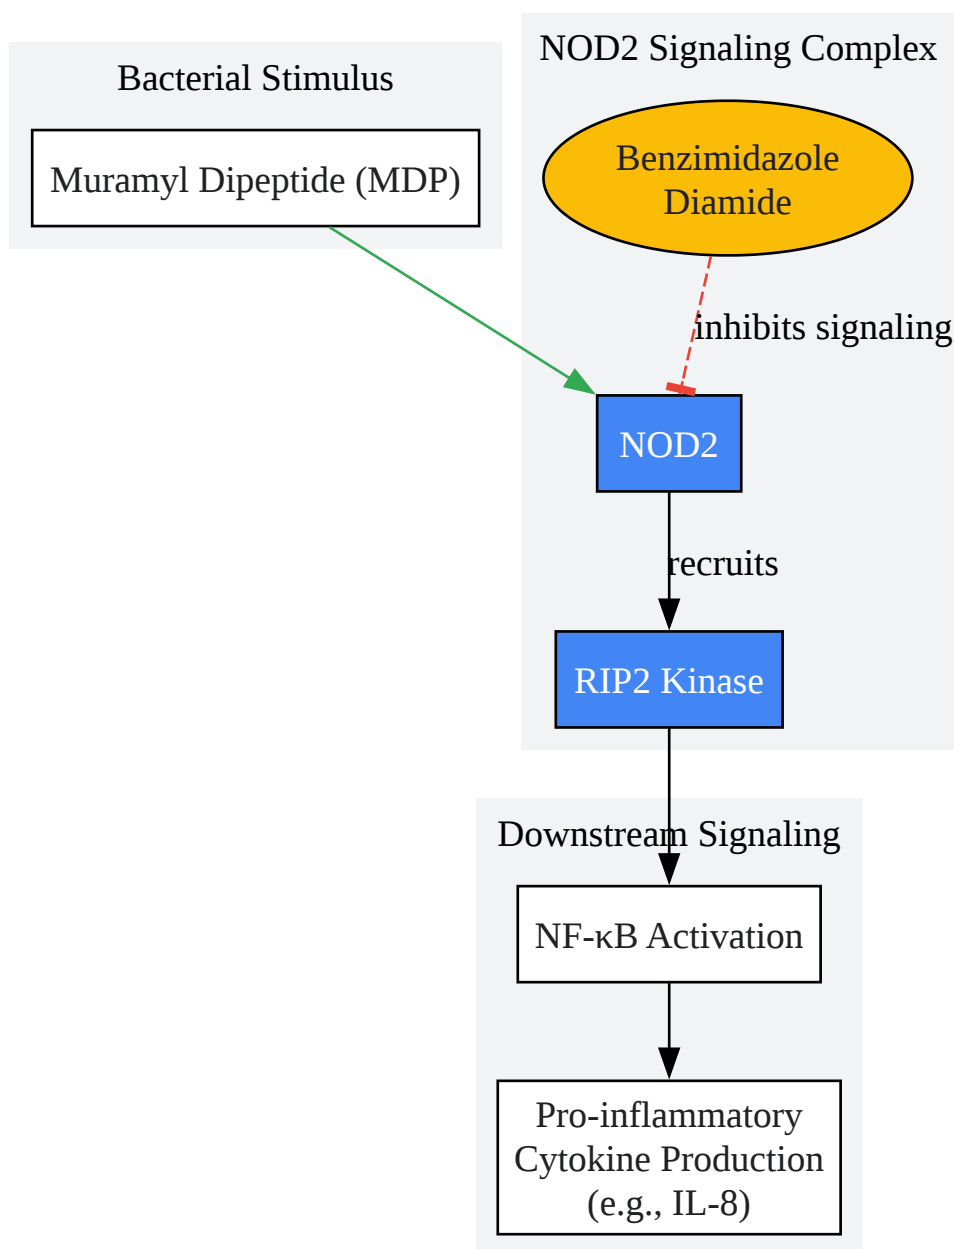 Bacterial Stimulus
Muramyl Dipeptide (MDP)
NOD2 Signaling Complex
Benzimidazole
Diamide
inhibits signaling
NOD2
recruits
RIP2 Kinase
Downstream Signaling
NF-κB Activation
Pro-inflammatory
Cytokine Production
(e.g., IL-8)